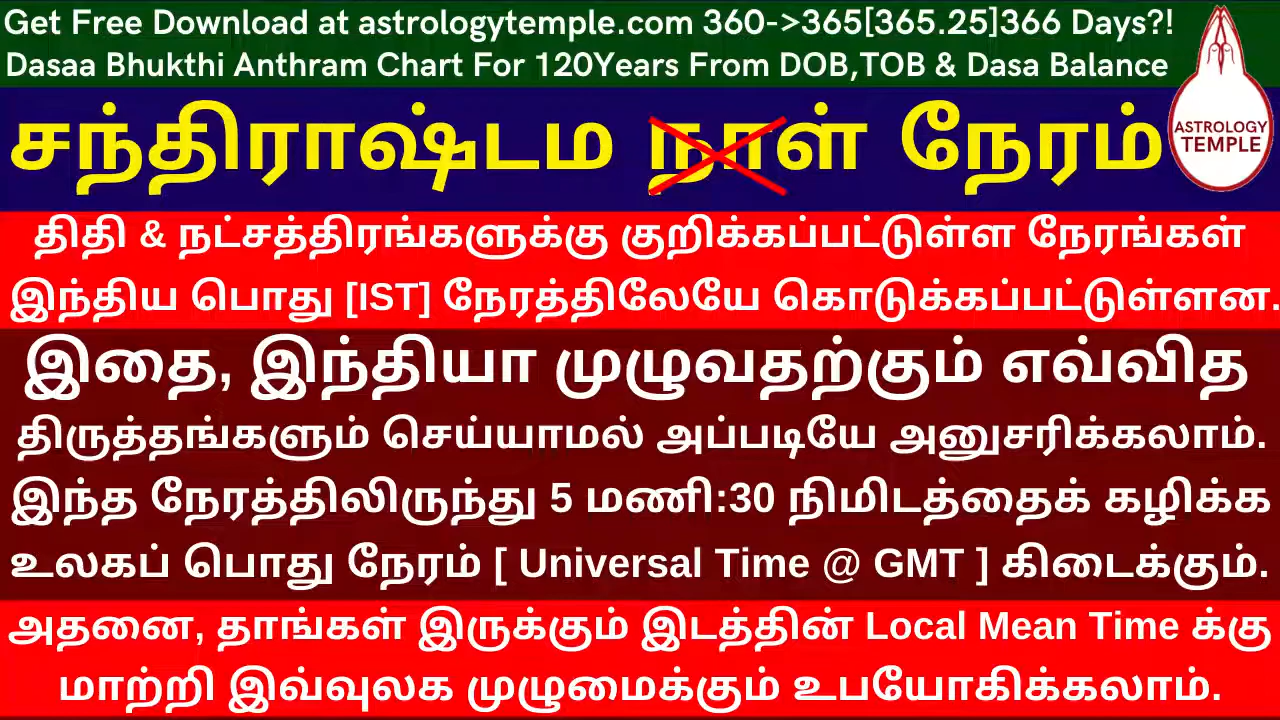 Get Free Download at astrologytemple.com 360->365[365.25]366 Days?!
Dasaa Bhukthi Anthram Chart For 120Years From DOB,TOB & Dasa Balance
சந்திராஷ்டம நாள் நேரம்
ASTROLOGY
TEMPLE
திதி & நட்சத்திரங்களுக்கு குறிக்கப்பட்டுள்ள நேரங்கள்
இந்திய பொது [IST] நேரத்திலேயே கொடுக்கப்பட்டுள்ளன.
இதை, இந்தியா முழுவதற்கும் எவ்வித
திருத்தங்களும் செய்யாமல் அப்படியே அனுசரிக்கலாம்.
இந்த நேரத்திலிருந்து 5 மணி:30 நிமிடத்தைக் கழிக்க
உலகப் பொது நேரம் [ Universal Time @ GMT ] கிடைக்கும்.
அதனை, தாங்கள் இருக்கும் இடத்தின் Local Mean Time க்கு
மாற்றி இவ்வுலக முழுமைக்கும் உபயோகிக்கலாம்.